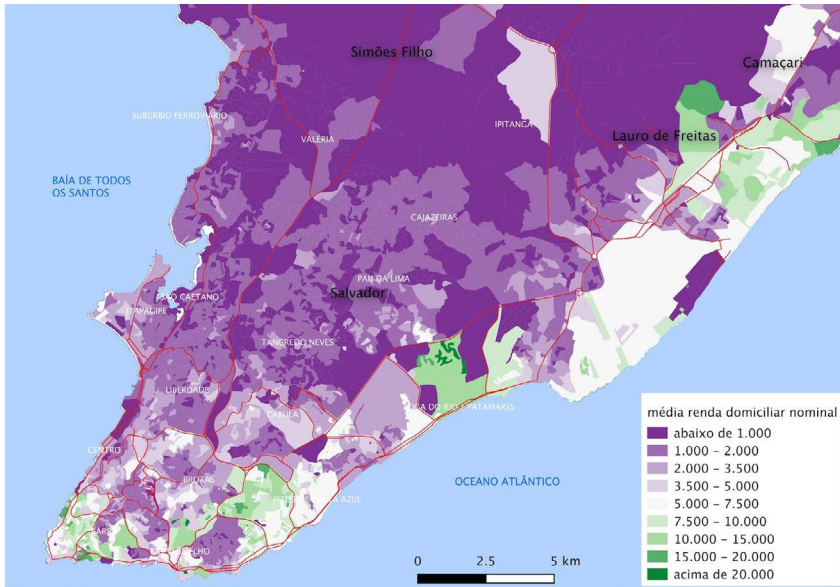 Simões Filho
Camaçari
SUBÚRBIO FERROVIÁRIO
IPITANGA
VALÉRIA
Lauro de Freitas
BAÍA DE TODOS
OS SANTOS
CAJAZEIRAS
PAU DA LIMA
Salvador
SÃO CAETANO
ITAPAGIPE
TANCREDO NEVES
LIBERDADE
CABULA
BOCA DO RIO / PATAMARES
CENTRO
BROTAS
OCEANO ATLÂNTICO
média renda domiciliar nominal
abaixo de 1.000
1.000 – 2.000
2.000 – 3.500
3.500 – 5.000
5.000 – 7.500
7.500 – 10.000
10.000 – 15.000
15.000 – 20.000
acima de 20.000
0 2.5 5 km